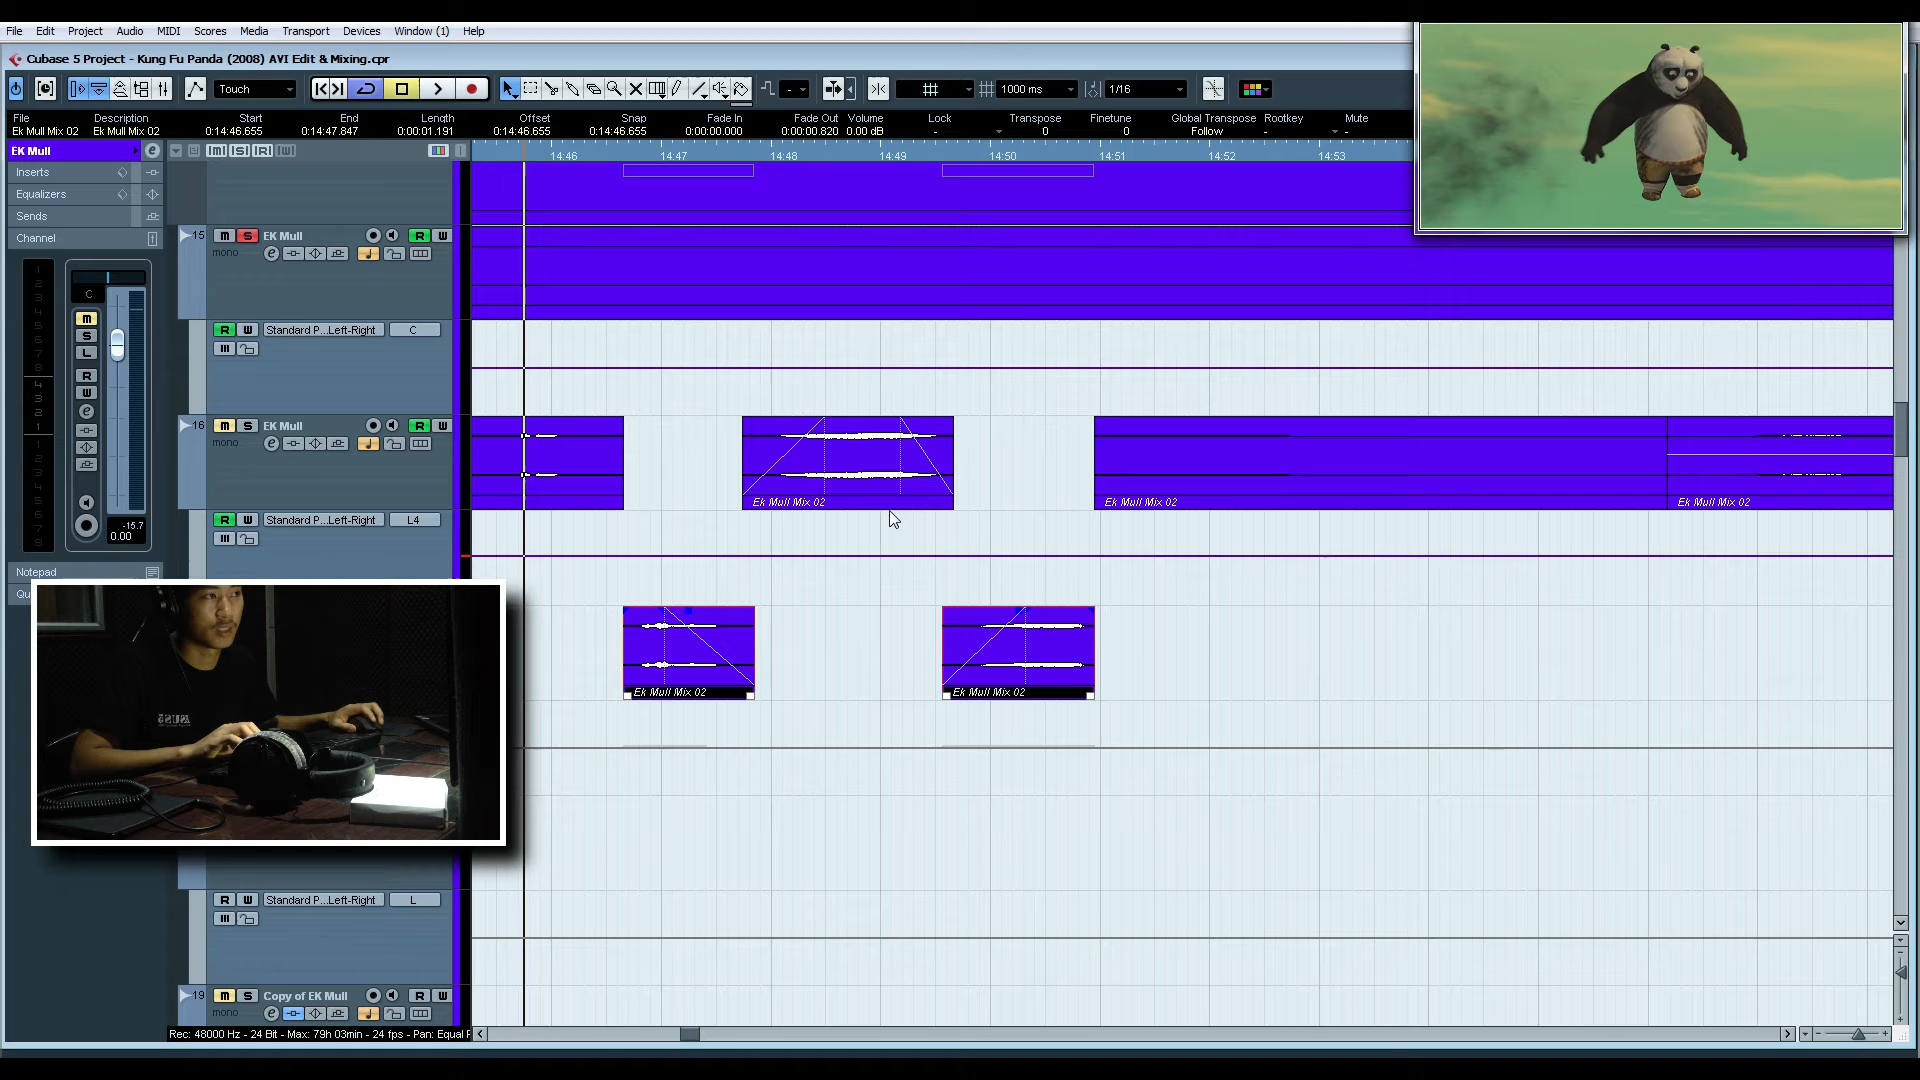 File Edit Project Audio MIDI Scores Media Transport Devices Window (1) Help
Cubase 5 Project - Kung Fu Panda (2008) AVI Edit & Mixing.cpr
Touch - 1000 ms 1/16
File Description Start End Length Offset Snap Fade In Fade Out Volume Lock Transpose Finetune Global Transpose Rootkey Mute
Ek Mull Mix 02 Ek Mull Mix 02 0:14:46.655 0:14:47.847 0:00:01.191 0:14:46.655 0:14:46.655 0:00:00.000 0:00:00.820 0.00 dB - 0 0 Follow - -
EK Mull e [M] [S] [R] [W] 14:46 14:47 14:48 14:49 14:50 14:51 14:52 14:53
Inserts
Equalizers
Sends
Channel
15 M S EK Mull R W
mono e
C
R W Standard P...Left-Right C
M
S
L
R
W
e
16 M S EK Mull R W
mono e
Ek Mull Mix 02 Ek Mull Mix 02 Ek Mull Mix 02
R W Standard P...Left-Right L4
-15.7
0.00
Notepad
Qu
Ek Mull Mix 02 Ek Mull Mix 02
R W Standard P...Left-Right L
19 M S Copy of EK Mull R W
mono e
Rec: 48000 Hz - 24 Bit - Max: 79h 03min - 24 fps - Pan: Equal F